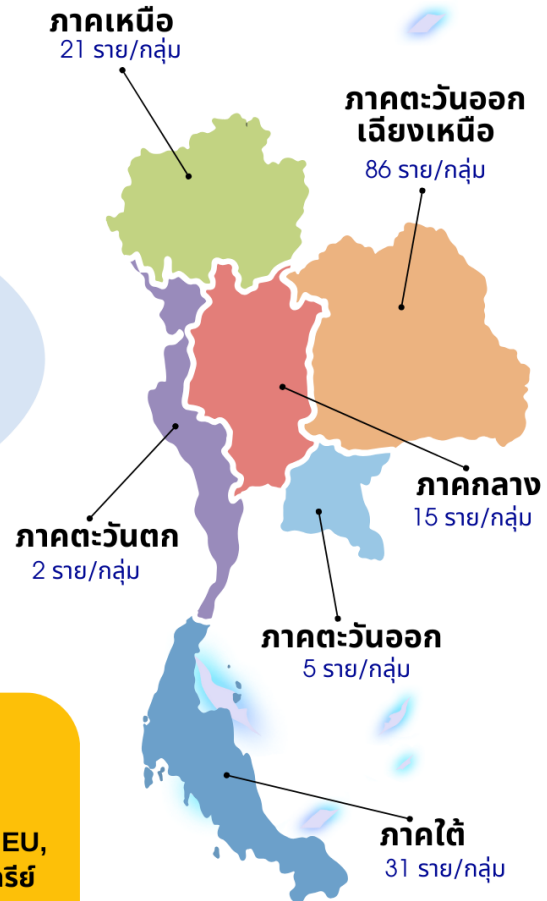 ภาคเหนือ
21 ราย/กลุ่ม
ภาคตะวันออก
เฉียงเหนือ
86 ราย/กลุ่ม
ภาคกลาง
15 ราย/กลุ่ม
ภาคตะวันตก
2 ราย/กลุ่ม
ภาคตะวันออก
5 ราย/กลุ่ม
ภาคใต้
31 ราย/กลุ่ม
EU,